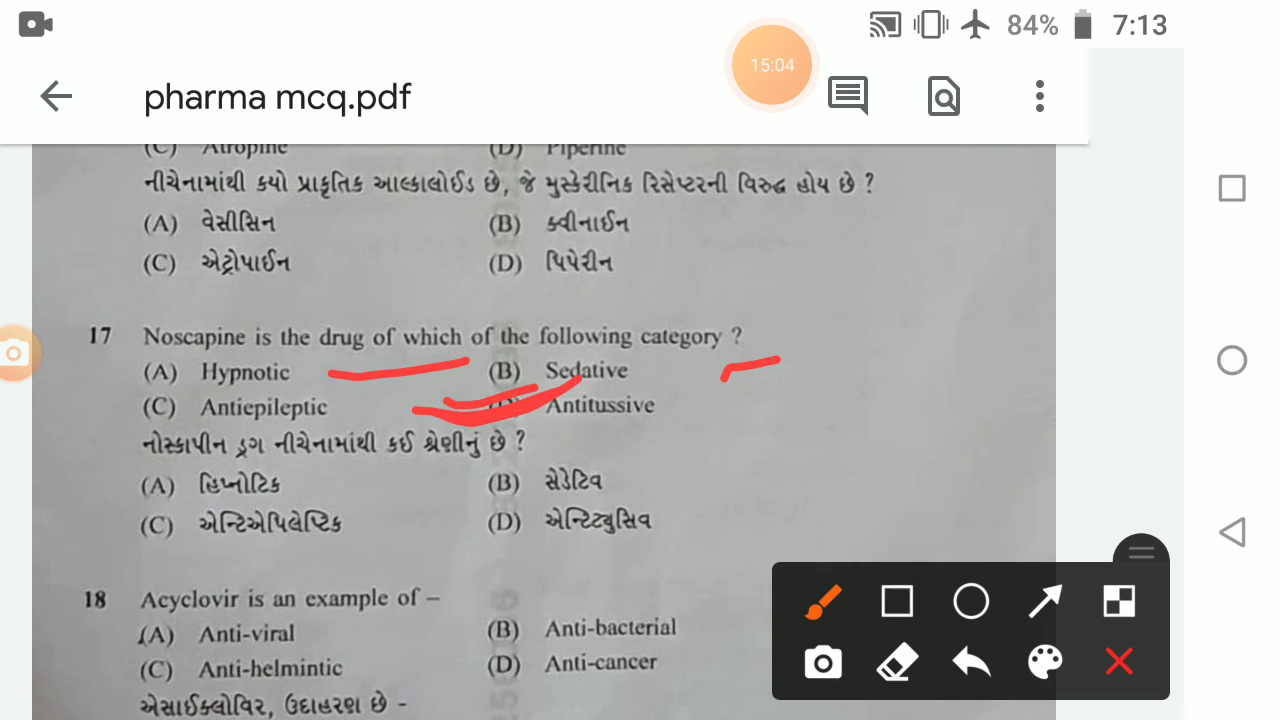 84% 7:13
15:04
pharma mcq.pdf
(C) Atropine (D) Piperine
નીચેનામાંથી કયો પ્રાકૃતિક આલ્કાલોઈડ છે, જે મુસ્કેરીનિક રિસેપ્ટરની વિરુદ્ધ હોય છે ?
(A) વેસીસિન (B) ક્વીનાઈન
(C) એટ્રોપાઈન (D) પિપેરીન
17 Noscapine is the drug of which of the following category ?
(A) Hypnotic (B) Sedative
(C) Antiepileptic (D) Antitussive
નોસ્કાપીન ડ્રગ નીચેનામાંથી કઈ શ્રેણીનું છે ?
(A) હિપ્નોટિક (B) સેડેટિવ
(C) એન્ટિએપિલેપ્ટિક (D) એન્ટિટ્યુસિવ
18 Acyclovir is an example of –
(A) Anti-viral (B) Anti-bacterial
(C) Anti-helmintic (D) Anti-cancer
એસાઈક્લોવિર, ઉદાહરણ છે -